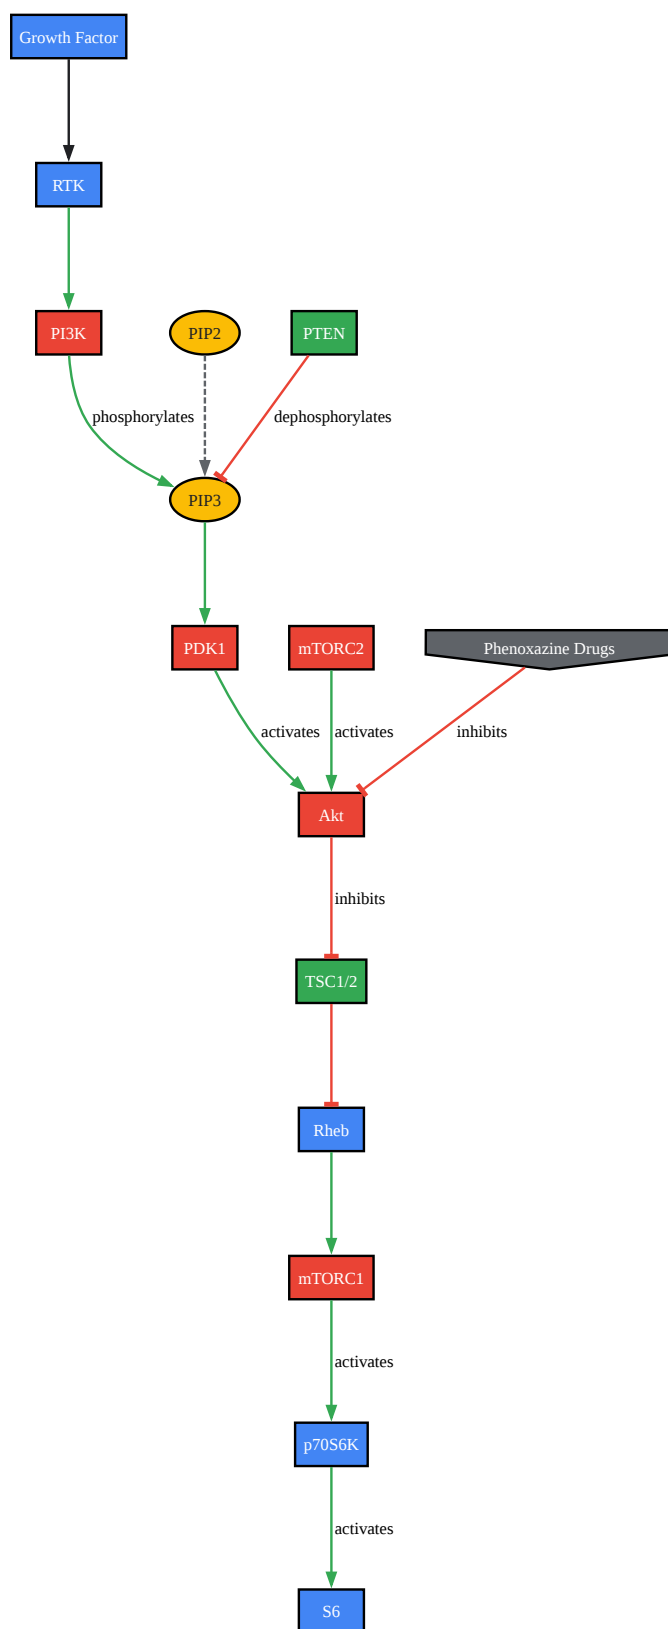 Growth Factor
RTK
PI3K
PIP2
PTEN
phosphorylates
dephosphorylates
PIP3
PDK1
mTORC2
Phenoxazine Drugs
activates
activates
inhibits
Akt
inhibits
TSC1/2
Rheb
mTORC1
activates
p70S6K
activates
S6